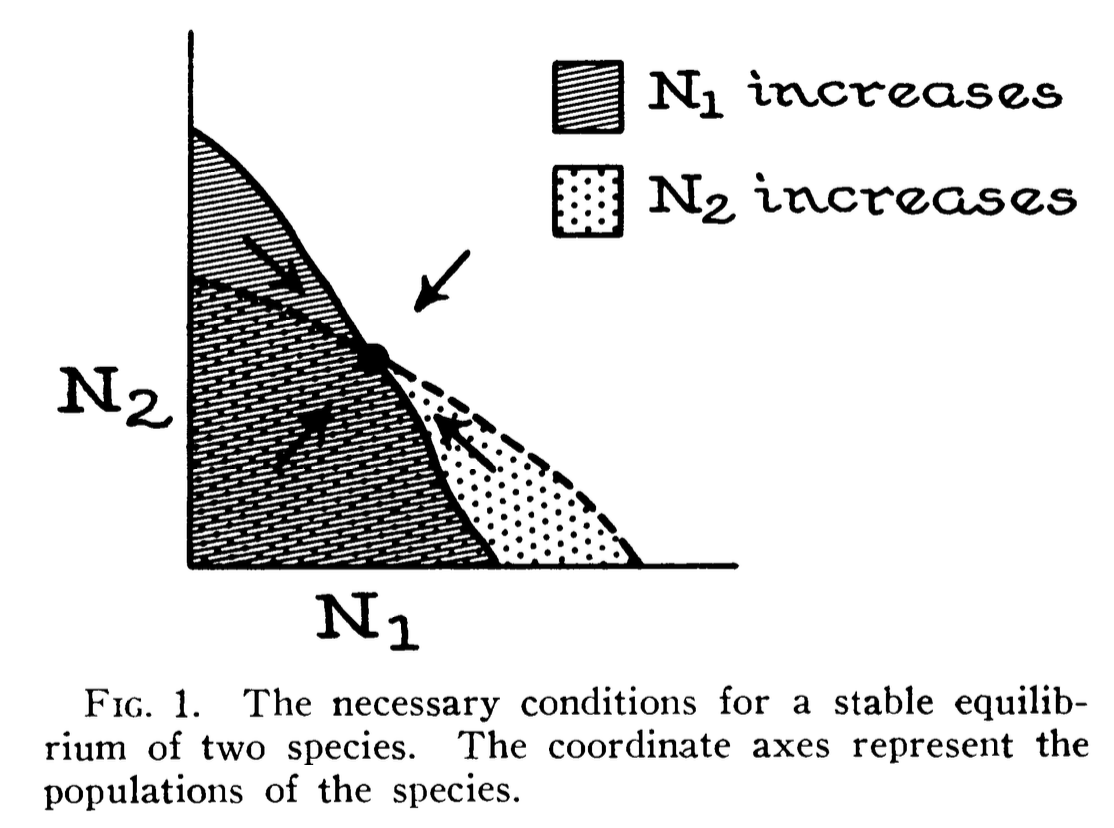 N₁ increases
N₂ increases
N₂
N₁
FIG. 1. The necessary conditions for a stable equilib-
rium of two species. The coordinate axes represent the
populations of the species.